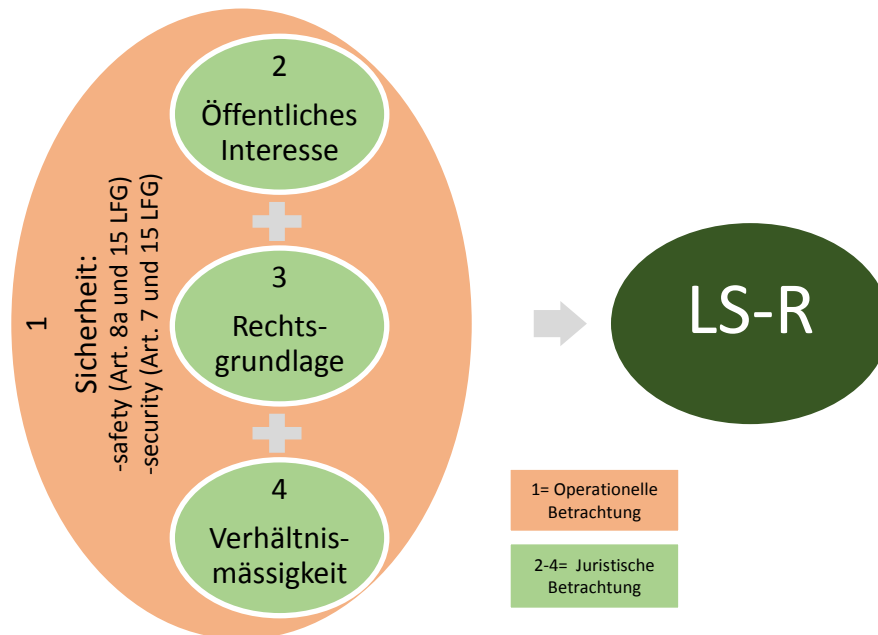 1
Sicherheit:
-safety (Art. 8a und 15 LFG)
-security (Art. 7 und 15 LFG)
2
Öffentliches
Interesse
3
Rechts-
grundlage
4
Verhältnis-
mässigkeit
LS-R
1= Operationelle
Betrachtung
2-4= Juristische
Betrachtung